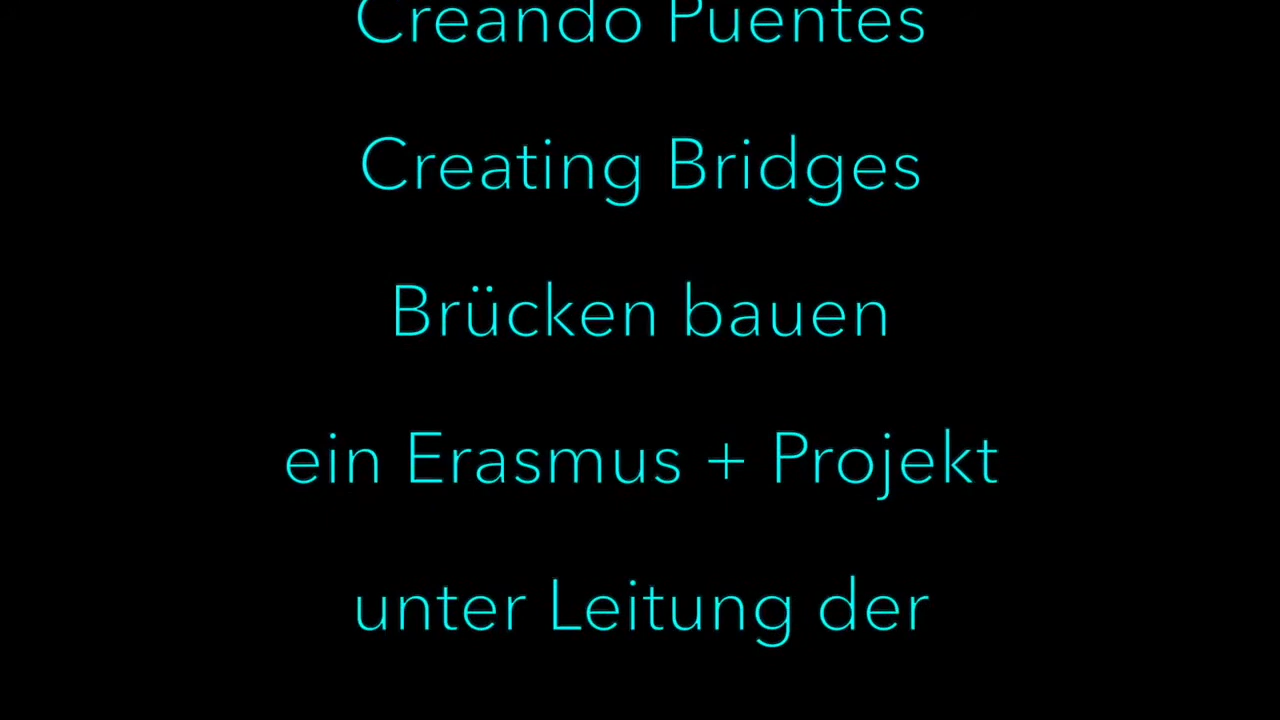 Creando Puentes
Creating Bridges
Brücken bauen
ein Erasmus + Projekt
unter Leitung der